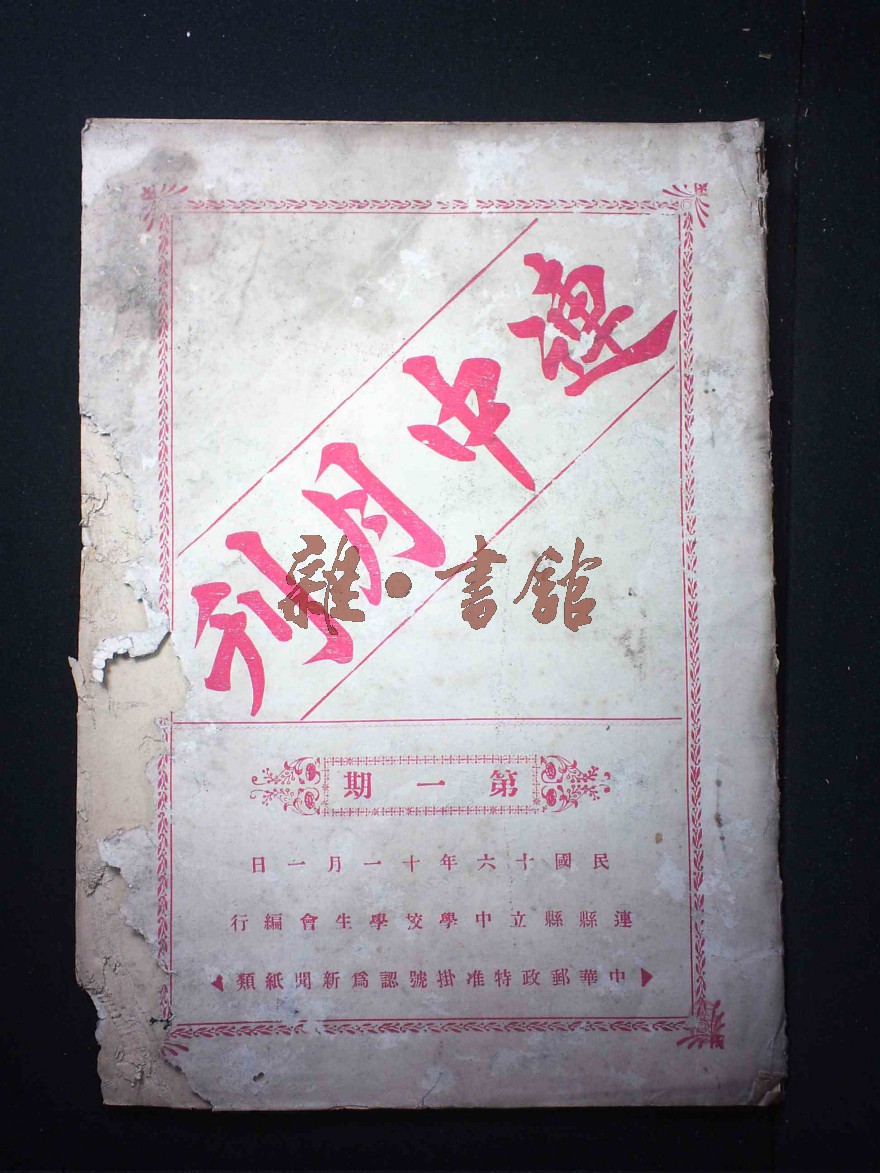 連中月刊
雜·書館
第一期
民國十六年十一月一日
連縣縣立中學校學生會編行
中華郵政特准掛號認爲新聞紙類